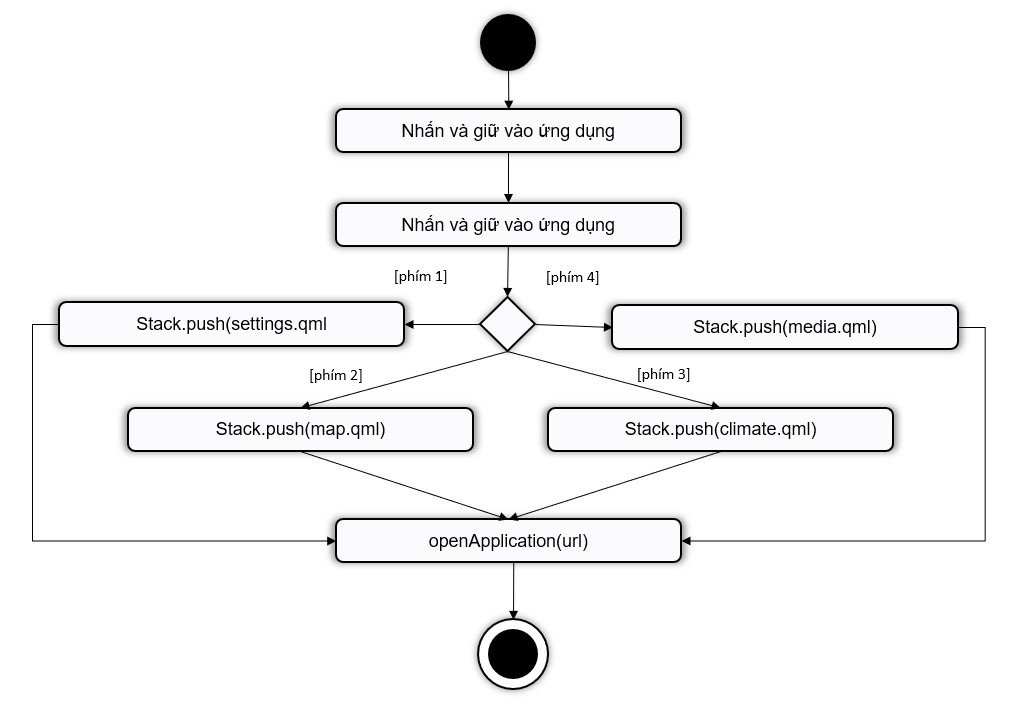 Nhấn và giữ vào ứng dụng
Nhấn và giữ vào ứng dụng
[phím 1]
[phím 4]
Stack.push(settings.qml
Stack.push(media.qml)
[phím 2]
[phím 3]
Stack.push(map.qml)
Stack.push(climate.qml)
openApplication(url)